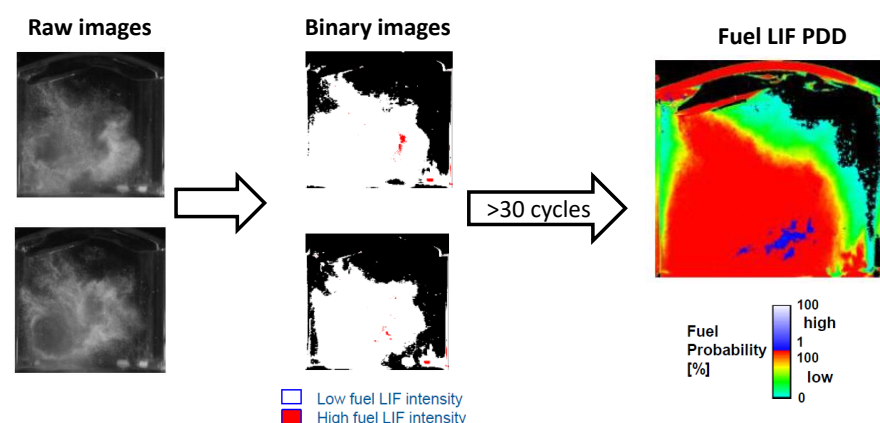 Raw images
Binary images
Fuel LIF PDD
>30 cycles
Fuel
Probability
[%]
100
high
1
100
low
0
Low fuel LIF intensity
High fuel LIF intensity